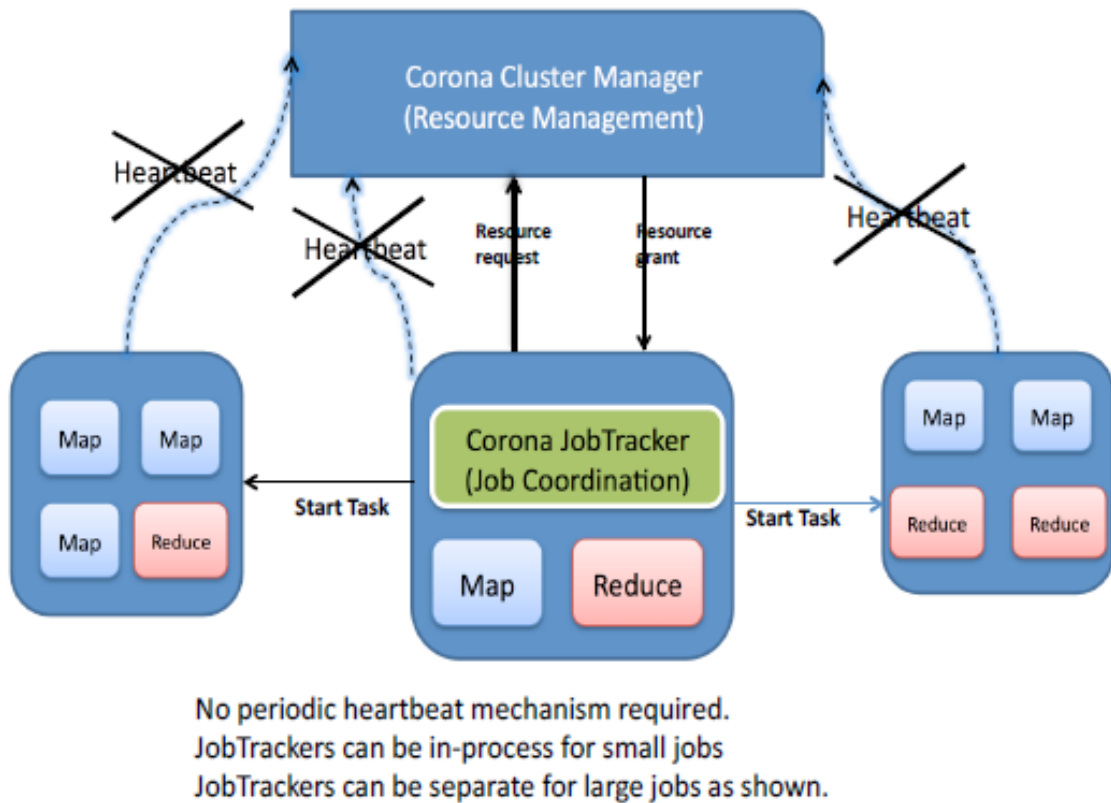 Corona Cluster Manager
(Resource Management)
Heartbeat
Heartbeat
Resource
request
Resource
grant
Heartbeat
Map
Map
Map
Reduce
Start Task
Corona JobTracker
(Job Coordination)
Map
Reduce
Start Task
Map
Map
Reduce
Reduce
No periodic heartbeat mechanism required.
JobTrackers can be in-process for small jobs
JobTrackers can be separate for large jobs as shown.